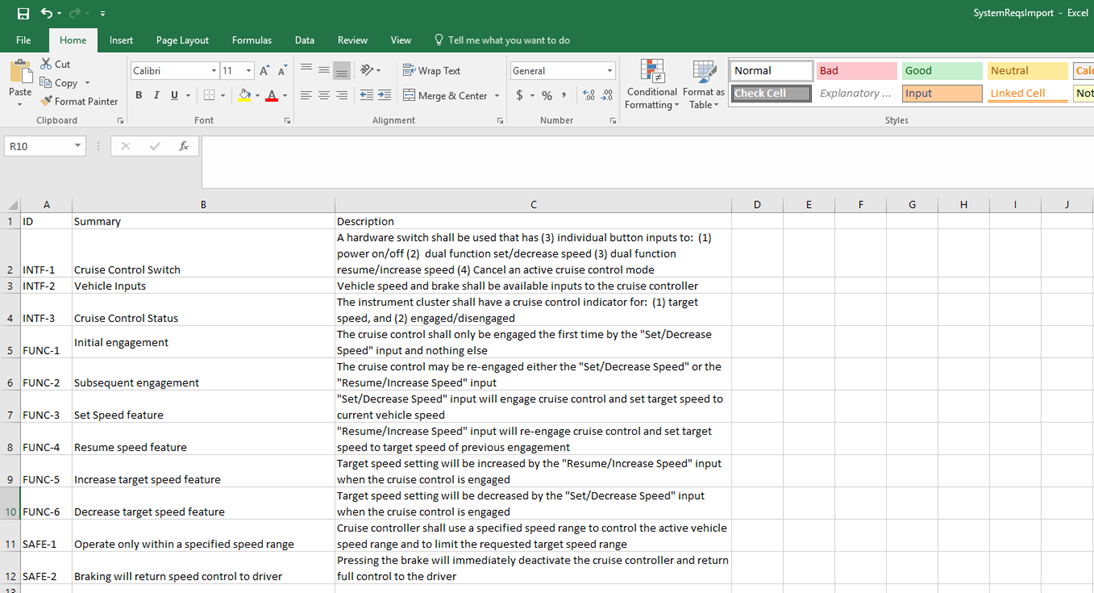 SystemReqsImport - Excel
File Home Insert Page Layout Formulas Data Review View Tell me what you want to do
Cut
Copy
Format Painter
Paste
Clipboard
Calibri 11
B I U
Font
Wrap Text
Merge & Center
Alignment
General
$ % ,
Number
Conditional Formatting
Format as Table
Normal Bad Good Neutral Calc
Check Cell Explanatory ... Input Linked Cell Not
Styles
R10 fx
A B C D E F G H I J
1 ID Summary Description
A hardware switch shall be used that has (3) individual button inputs to: (1)
power on/off (2) dual function set/decrease speed (3) dual function
2 INTF-1 Cruise Control Switch resume/increase speed (4) Cancel an active cruise control mode
3 INTF-2 Vehicle Inputs Vehicle speed and brake shall be available inputs to the cruise controller
The instrument cluster shall have a cruise control indicator for: (1) target
4 INTF-3 Cruise Control Status speed, and (2) engaged/disengaged
Initial engagement The cruise control shall only be engaged the first time by the "Set/Decrease
5 FUNC-1 Speed" input and nothing else
The cruise control may be re-engaged either the "Set/Decrease Speed" or the
6 FUNC-2 Subsequent engagement "Resume/Increase Speed" input
"Set/Decrease Speed" input will engage cruise control and set target speed to
7 FUNC-3 Set Speed feature current vehicle speed
"Resume/Increase Speed" input will re-engage cruise control and set target
8 FUNC-4 Resume speed feature speed to target speed of previous engagement
Target speed setting will be increased by the "Resume/Increase Speed" input
9 FUNC-5 Increase target speed feature when the cruise control is engaged
Target speed setting will be decreased by the "Set/Decrease Speed" input
10 FUNC-6 Decrease target speed feature when the cruise control is engaged
Cruise controller shall use a specified speed range to control the active vehicle
11 SAFE-1 Operate only within a specified speed range speed range and to limit the requested target speed range
Pressing the brake will immediately deactivate the cruise controller and return
12 SAFE-2 Braking will return speed control to driver full control to the driver